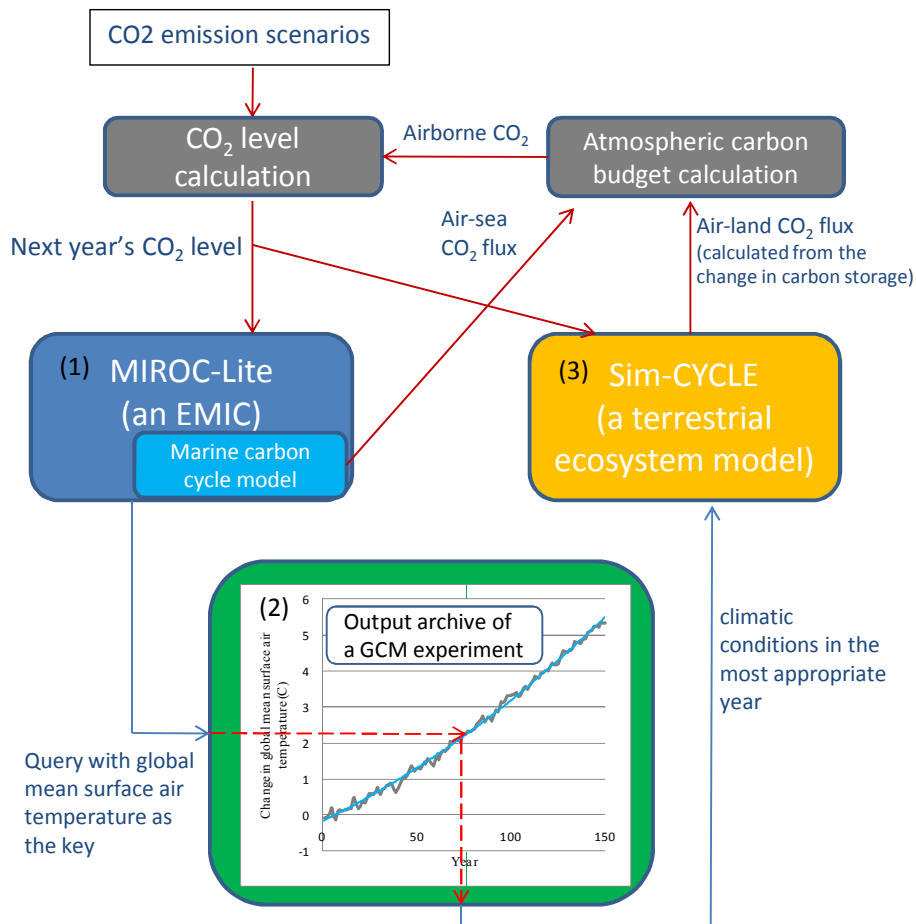 CO2 emission scenarios
CO₂ level
calculation
Airborne CO₂
Atmospheric carbon
budget calculation
Next year's CO₂ level
Air-sea
CO₂ flux
Air-land CO₂ flux
(calculated from the
change in carbon storage)
(1) MIROC-Lite
(an EMIC)
Marine carbon
cycle model
(3) Sim-CYCLE
(a terrestrial
ecosystem model)
(2)
Output archive of
a GCM experiment
Change in global mean surface air
temperature (C)
6
5
4
3
2
1
0
-1
0 50 100 150
Year
Query with global
mean surface air
temperature as
the key
climatic
conditions in the
most appropriate
year